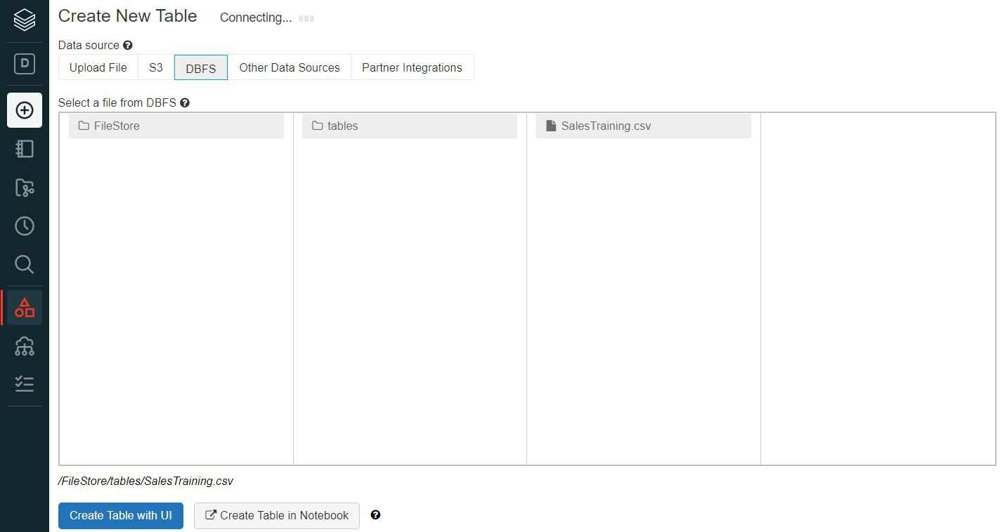 Create New Table Connecting...
Data source
D
Upload File S3 DBFS Other Data Sources Partner Integrations
Select a file from DBFS
FileStore tables SalesTraining.csv
/FileStore/tables/SalesTraining.csv
Create Table with UI Create Table in Notebook